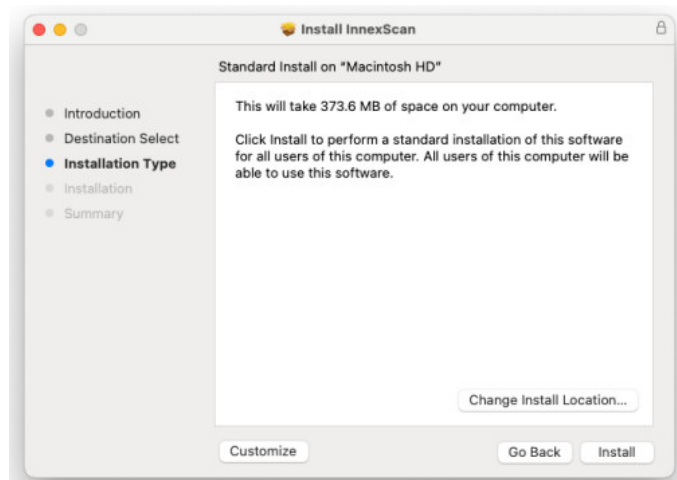 Install InnexScan
Standard Install on “Macintosh HD”
Introduction
Destination Select
Installation Type
Installation
Summary
This will take 373.6 MB of space on your computer.
Click Install to perform a standard installation of this software
for all users of this computer. All users of this computer will be
able to use this software.
Change Install Location...
Customize
Go Back
Install